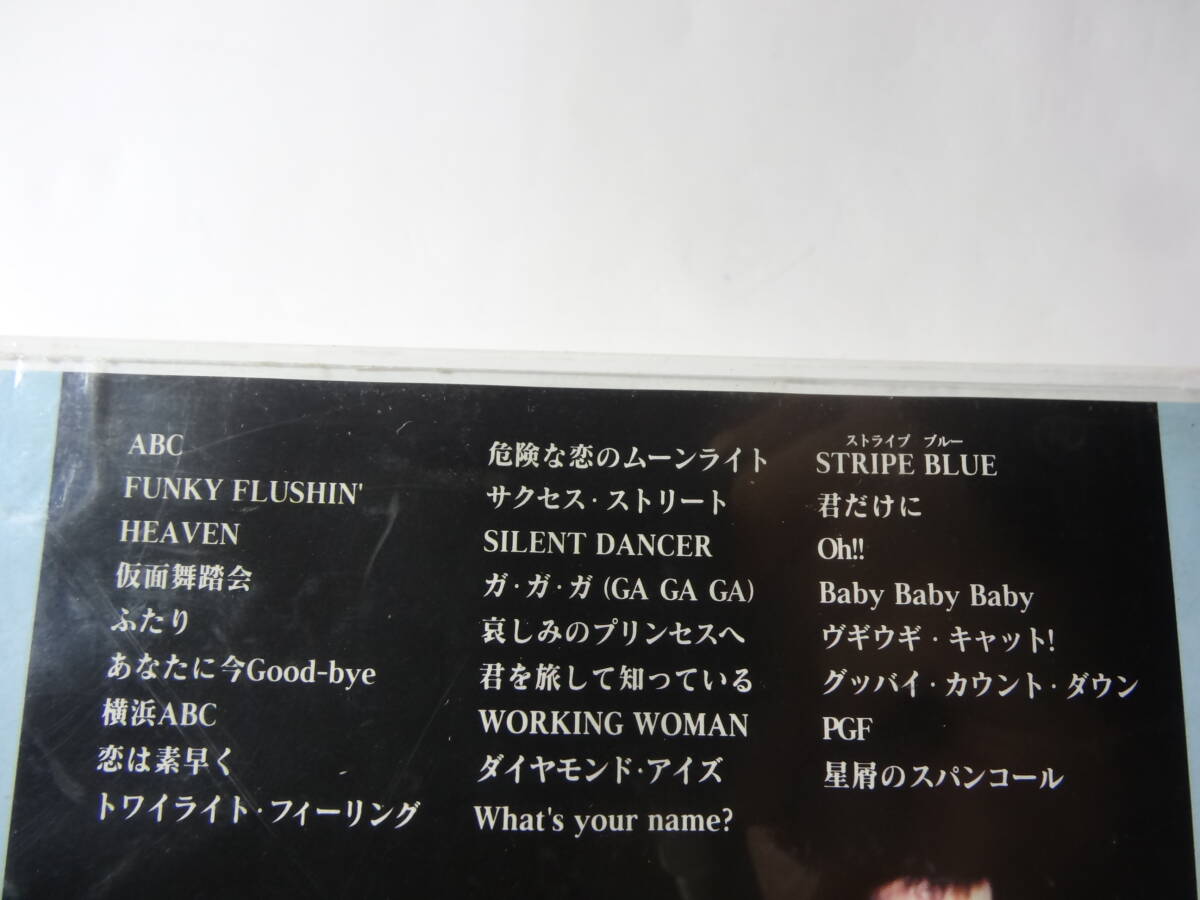 ABC
FUNKY FLUSHIN'
HEAVEN
仮面舞踏会
ふたり
あなたに今Good-bye
横浜ABC
恋は素早く
トワイライト・フィーリング
危険な恋のムーンライト
サクセス・ストリート
SILENT DANCER
ガ・ガ・ガ (GA GA GA)
哀しみのプリンセスへ
君を旅して知っている
WORKING WOMAN
ダイヤモンド・アイズ
What's your name?
ストライプ ブルー
STRIPE BLUE
君だけに
Oh!!
Baby Baby Baby
ヴギウギ・キャット!
グッバイ・カウント・ダウン
PGF
星屑のスパンコール